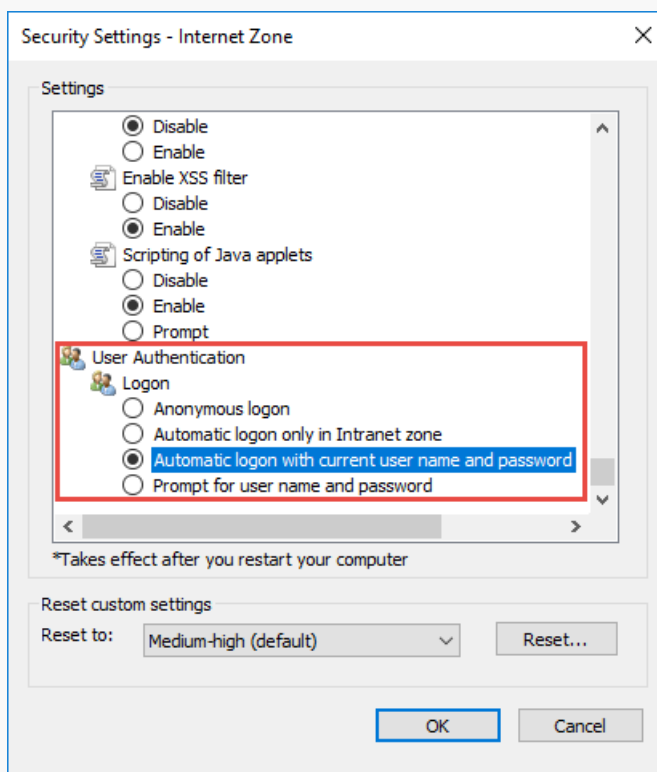 Security Settings - Internet Zone
Settings
Disable
Enable
Enable XSS filter
Disable
Enable
Scripting of Java applets
Disable
Enable
Prompt
User Authentication
Logon
Anonymous logon
Automatic logon only in Intranet zone
Automatic logon with current user name and password
Prompt for user name and password
*Takes effect after you restart your computer
Reset custom settings
Reset to: Medium-high (default) Reset...
OK Cancel